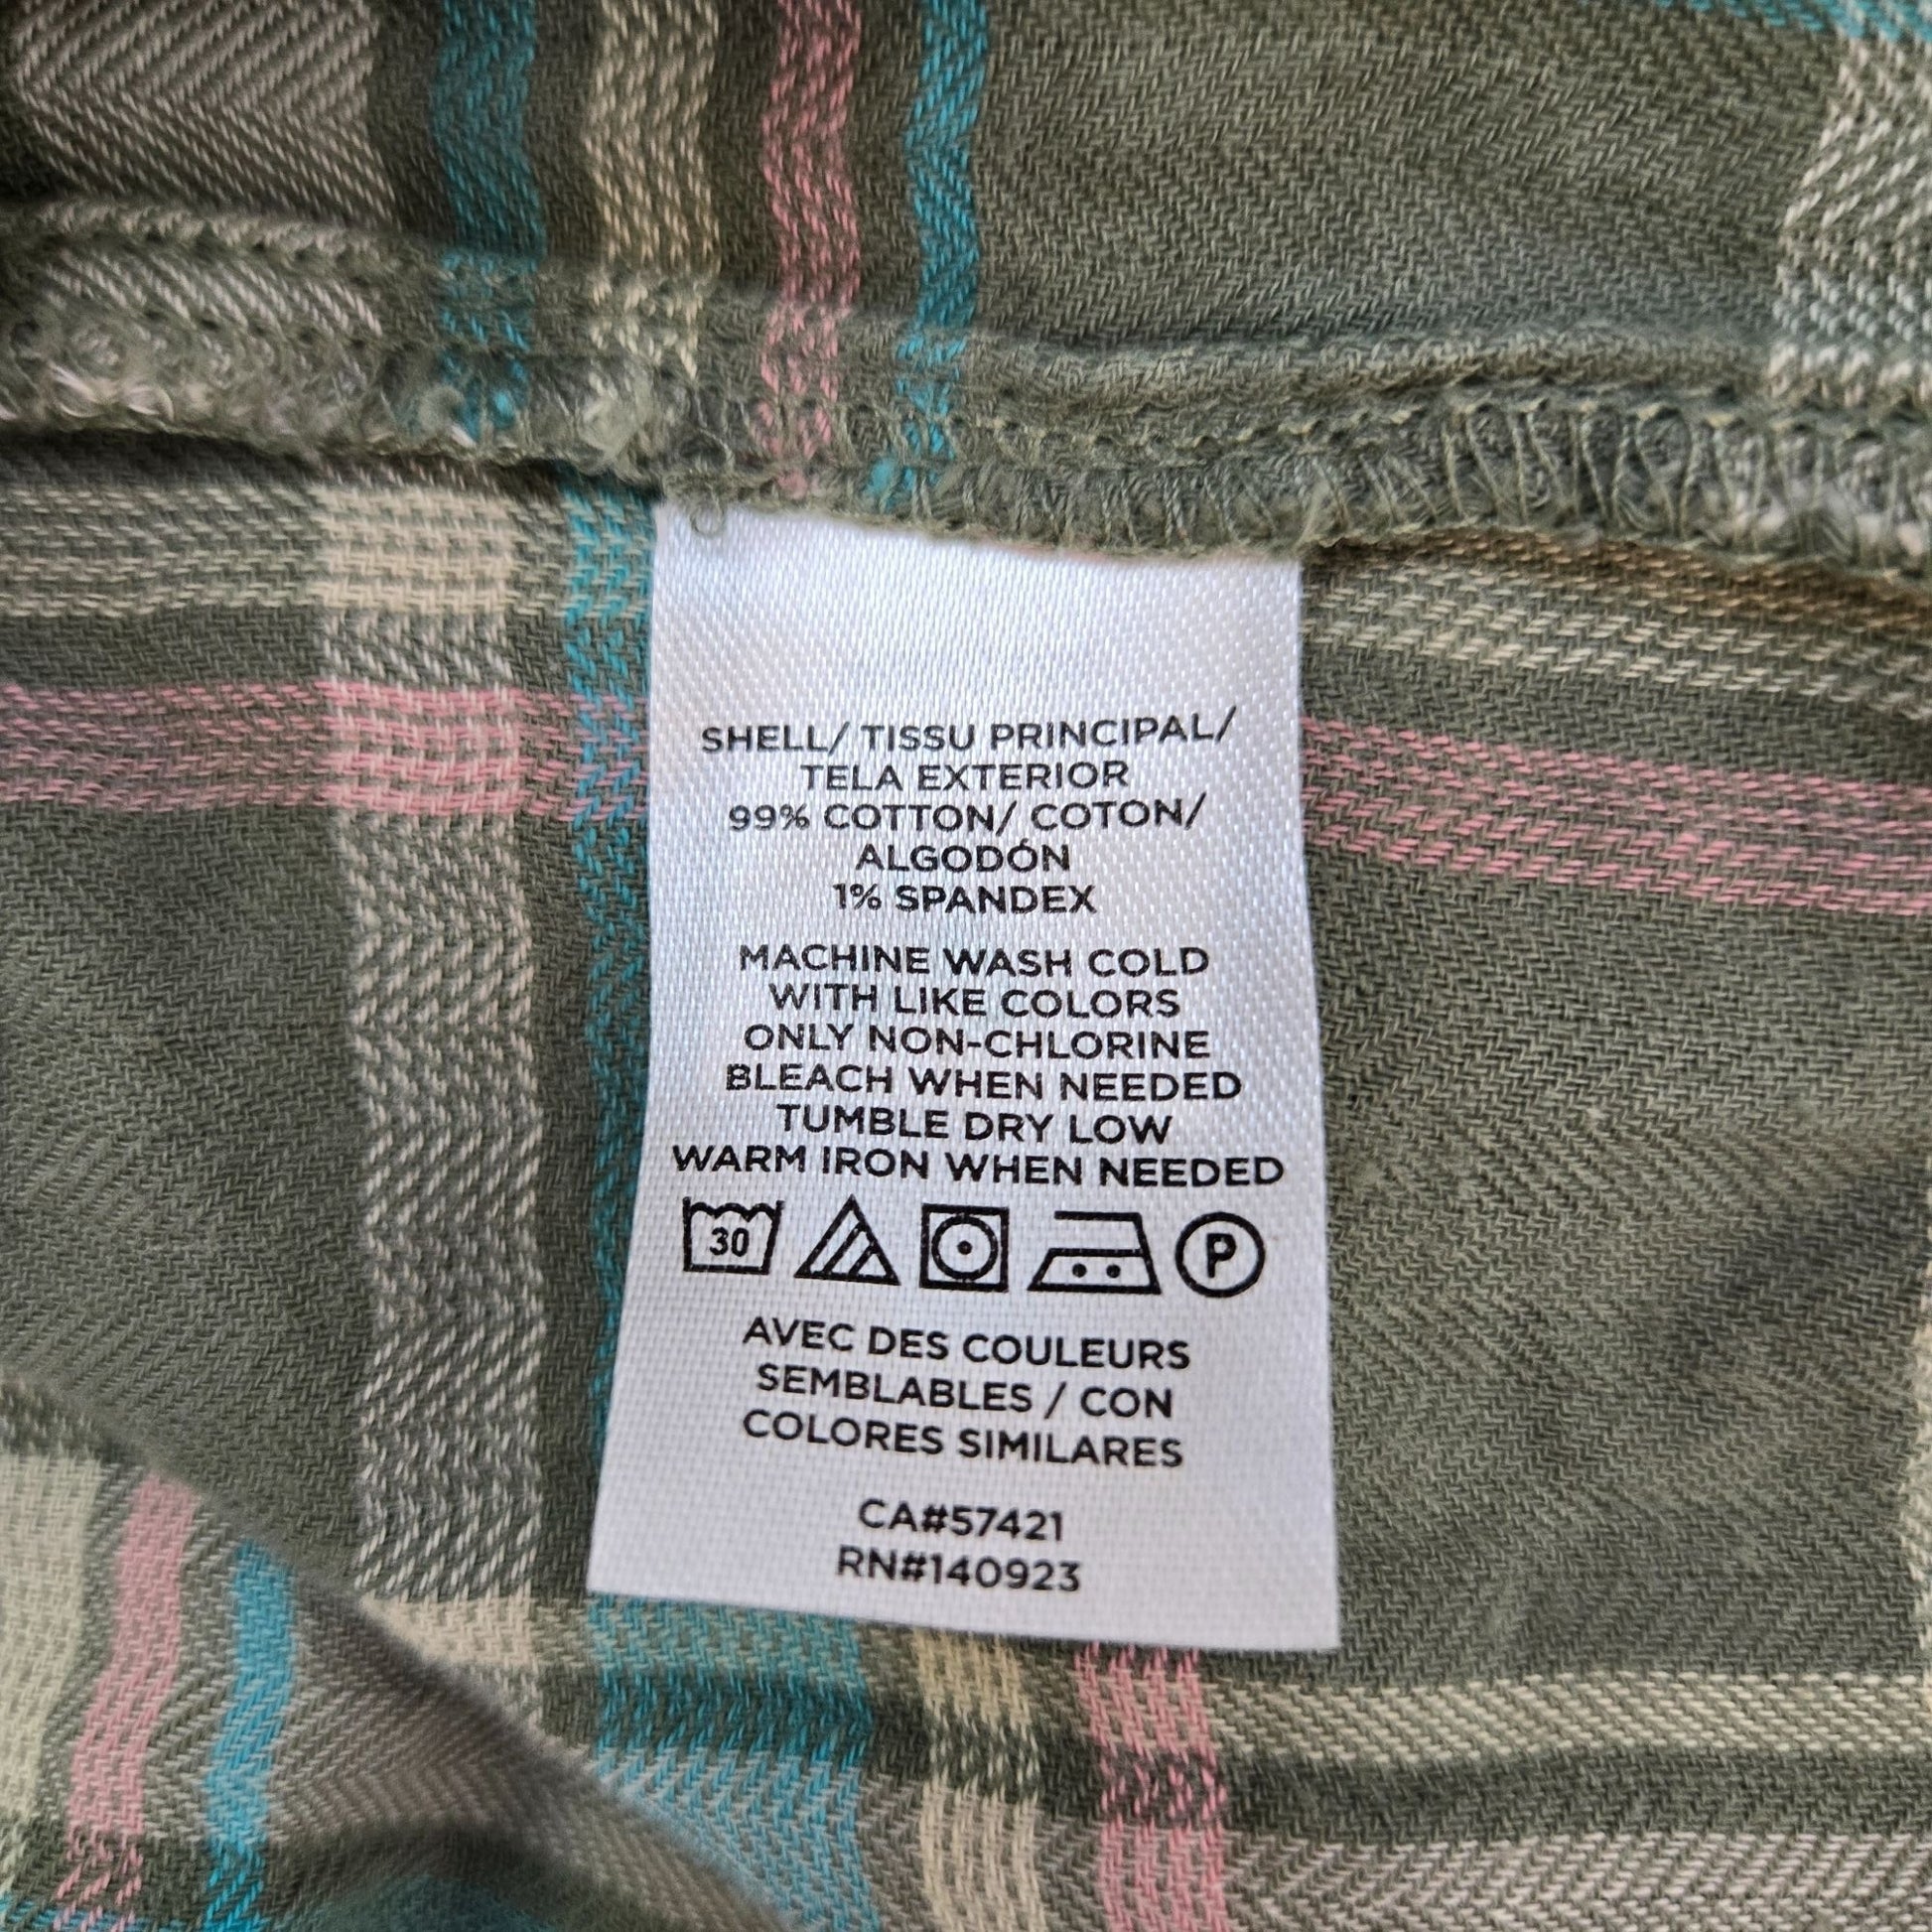 SHELL/ TISSU PRINCIPAL/
TELA EXTERIOR
99% COTTON/ COTON/
ALGODÓN
1% SPANDEX
MACHINE WASH COLD
WITH LIKE COLORS
ONLY NON-CHLORINE
BLEACH WHEN NEEDED
TUMBLE DRY LOW
WARM IRON WHEN NEEDED
30 P
AVEC DES COULEURS
SEMBLABLES / CON
COLORES SIMILARES
CA#57421
RN#140923